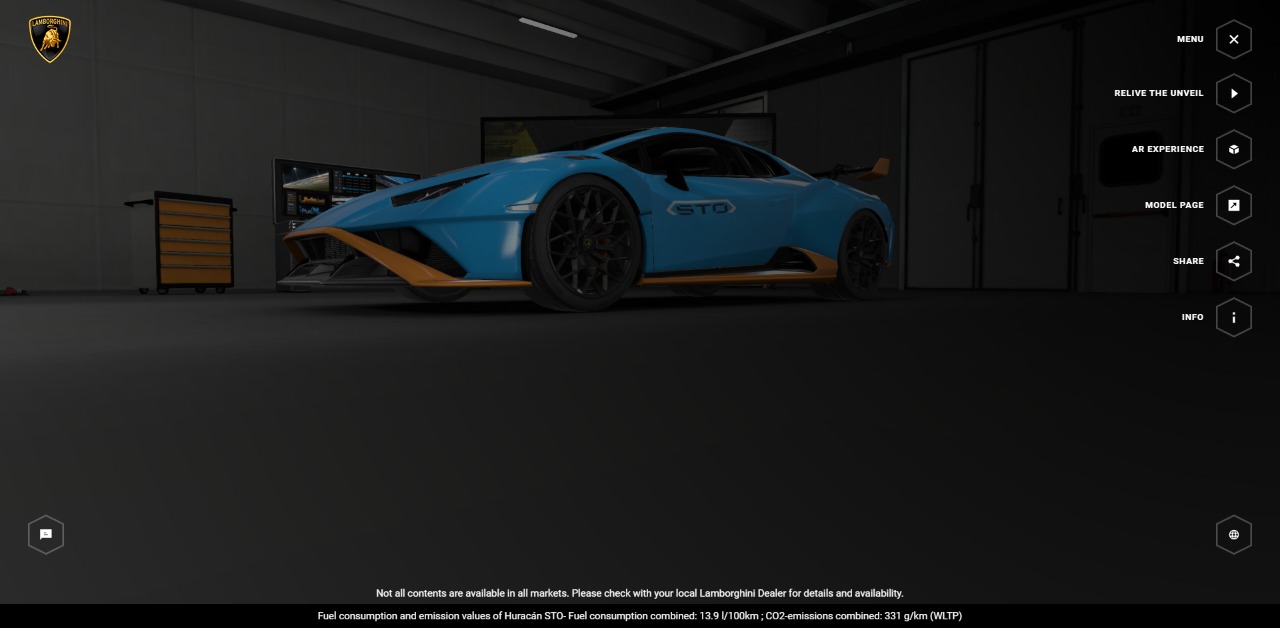 LAMBORGHINI
MENU
RELIVE THE UNVEIL
AR EXPERIENCE
MODEL PAGE
SHARE
INFO
STO
Not all contents are available in all markets. Please check with your local Lamborghini Dealer for details and availability.
Fuel consumption and emission values of Huracán STO- Fuel consumption combined: 13.9 l/100km ; CO2-emissions combined: 331 g/km (WLTP)